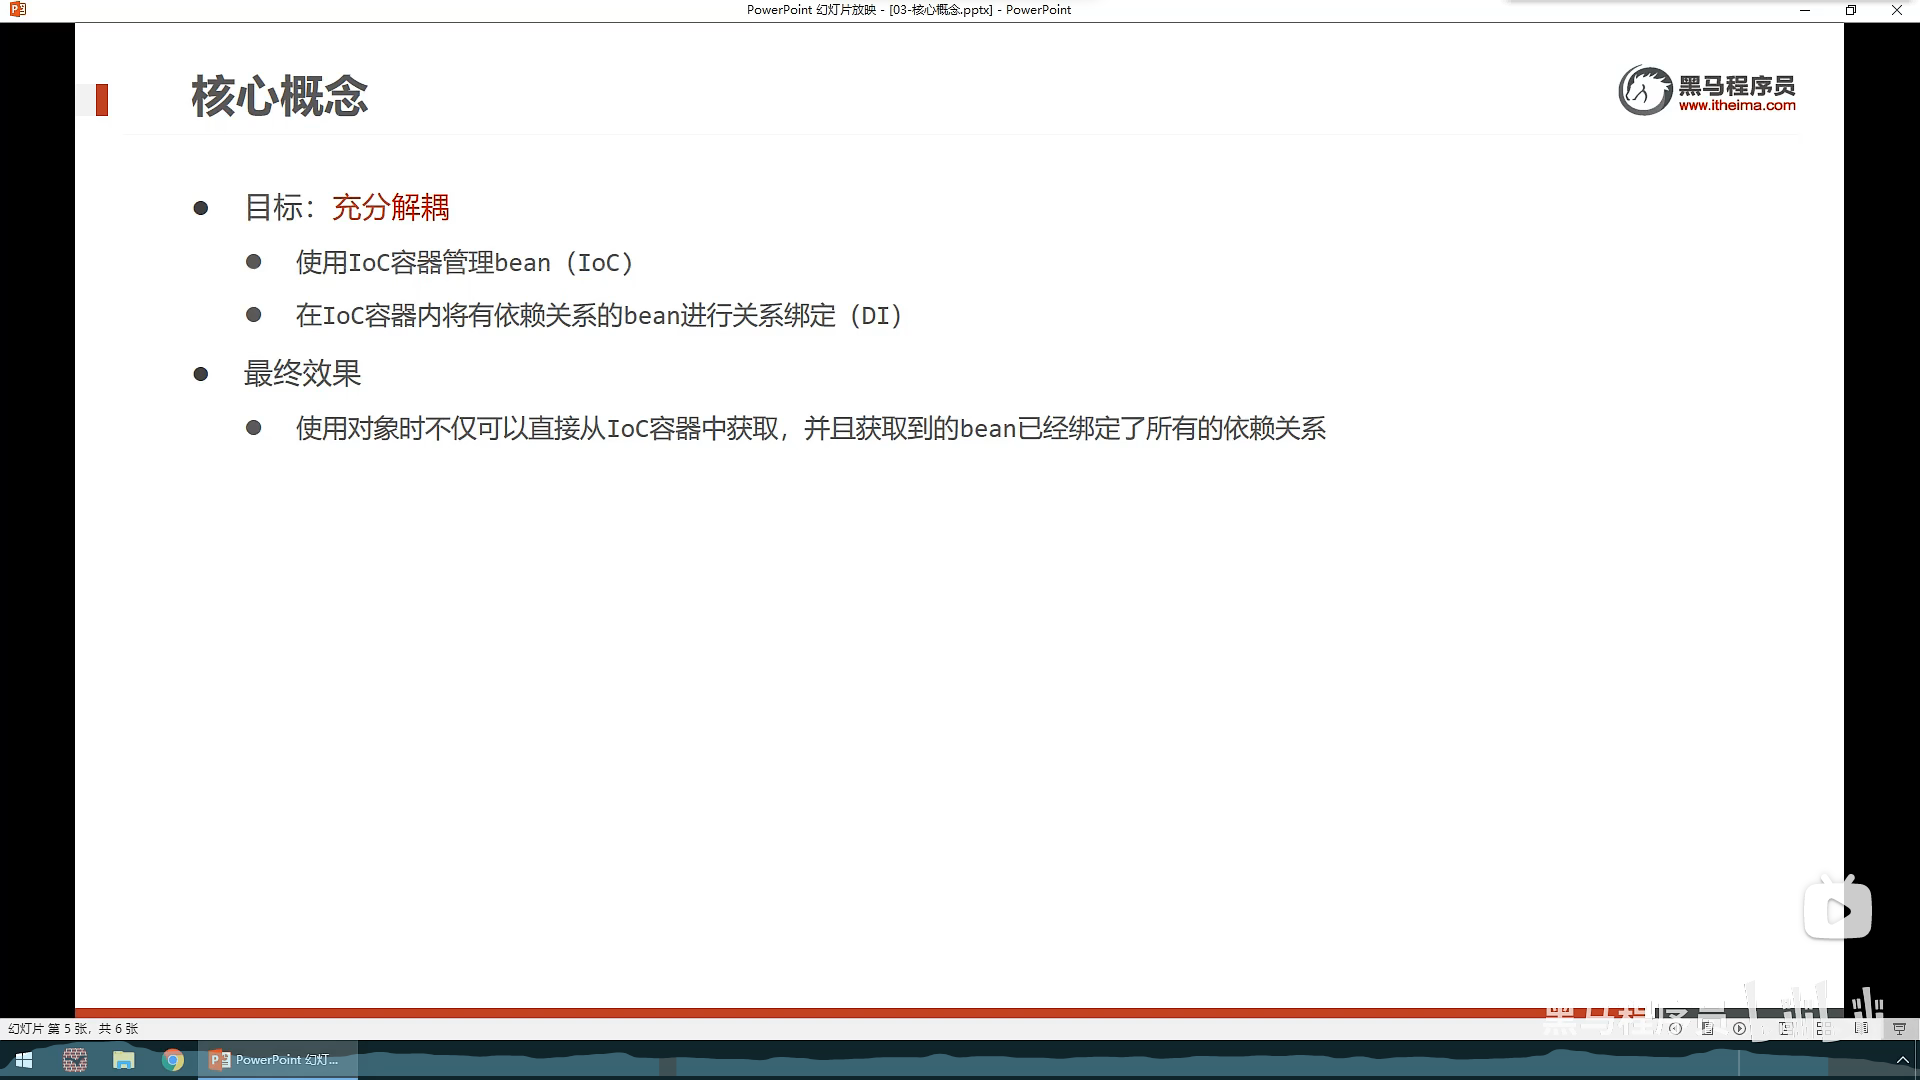 PowerPoint 幻灯片放映 - [03-核心概念.pptx] - PowerPoint
核心概念
黑马程序员
www.itheima.com
目标：充分解耦
使用IoC容器管理bean（IoC）
在IoC容器内将有依赖关系的bean进行关系绑定（DI）
最终效果
使用对象时不仅可以直接从IoC容器中获取，并且获取到的bean已经绑定了所有的依赖关系
黑马程序员
幻灯片 第 5 张，共 6 张
PowerPoint 幻灯...